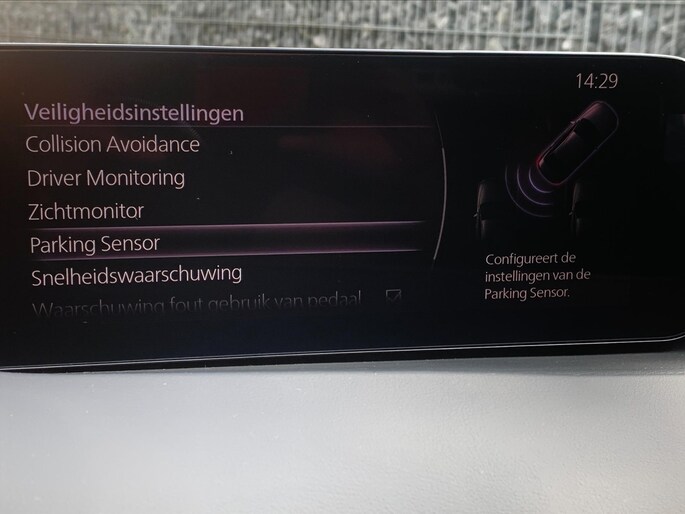 14:29
Veiligheidsinstellingen
Collision Avoidance
Driver Monitoring
Zichtmonitor
Parking Sensor
Snelheidswaarschuwing
Waarschuwing fout gebruik van pedaal
Configureert de
instellingen van de
Parking Sensor.